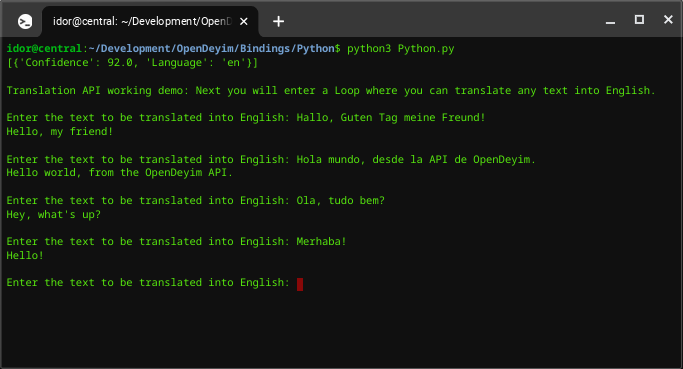 idor@central: ~/Development/OpenD
idor@central:~/Development/OpenDeyim/Bindings/Python$ python3 Python.py
[{'Confidence': 92.0, 'Language': 'en'}]
Translation API working demo: Next you will enter a Loop where you can translate any text into English.
Enter the text to be translated into English: Hallo, Guten Tag meine Freund!
Hello, my friend!
Enter the text to be translated into English: Hola mundo, desde la API de OpenDeyim.
Hello world, from the OpenDeyim API.
Enter the text to be translated into English: Ola, tudo bem?
Hey, what's up?
Enter the text to be translated into English: Merhaba!
Hello!
Enter the text to be translated into English: